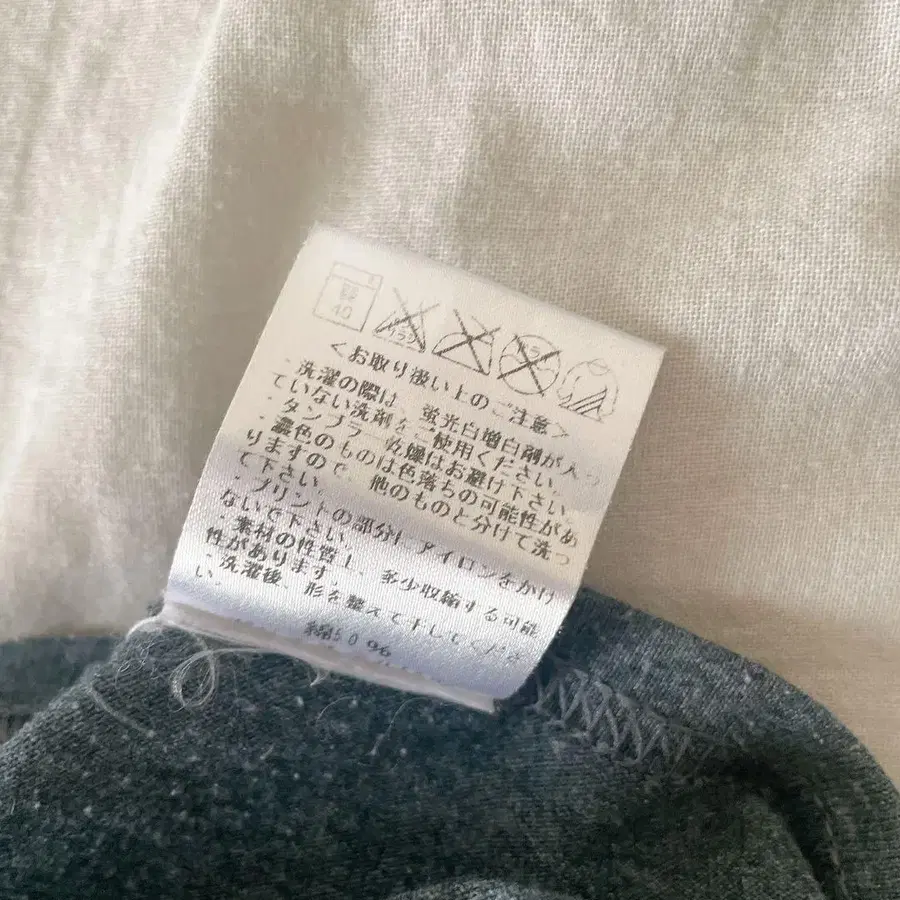 40
<お取り扱い上のご注意>
・洗濯の際は、蛍光白増白剤が入っ
ていない洗剤をご使用ください。
・タンブラー乾燥はお避け下さい。
・濃色のものは色落ちの可能性があ
りますので、他のものと分けて洗っ
て下さい。
・プリントの部分にアイロンをかけ
ないで下さい。
・素材の性質上、多少収縮する可能
性があります。
・洗濯後、形を整えて干してくださ
い。
綿50%